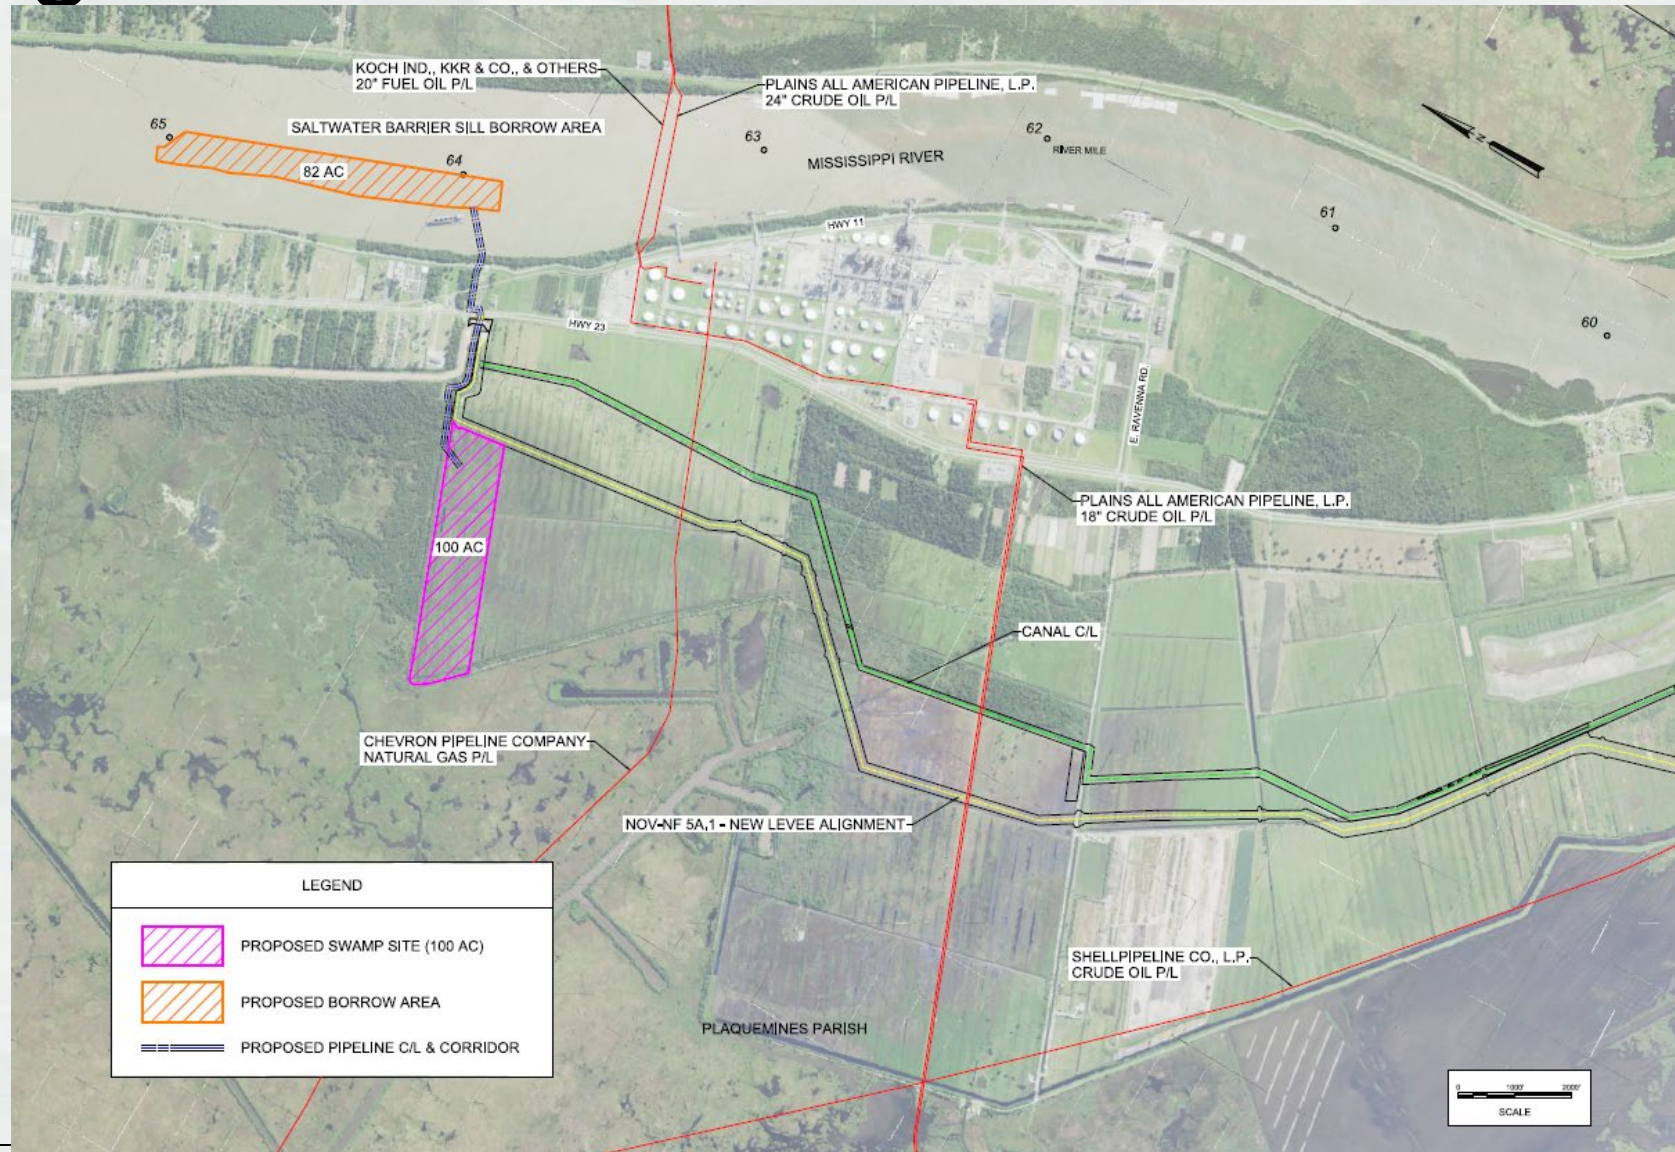 KOCH IND., KKR & CO., & OTHERS
20" FUEL OIL P/L
PLAINS ALL AMERICAN PIPELINE, L.P.
24" CRUDE OIL P/L
65
SALTWATER BARRIER SILL BORROW AREA
64
82 AC
63
MISSISSIPPI RIVER
62
RIVER MILE
N
61
60
HWY 11
HWY 23
E. RAVENNA RD.
PLAINS ALL AMERICAN PIPELINE, L.P.
18" CRUDE OIL P/L
100 AC
CANAL C/L
CHEVRON PIPELINE COMPANY
NATURAL GAS P/L
NOV-NF 5A.1 - NEW LEVEE ALIGNMENT
SHELLPIPELINE CO., L.P.
CRUDE OIL P/L
PLAQUEMINES PARISH
LEGEND
PROPOSED SWAMP SITE (100 AC)
PROPOSED BORROW AREA
PROPOSED PIPELINE C/L & CORRIDOR
0 1000' 2000'
SCALE